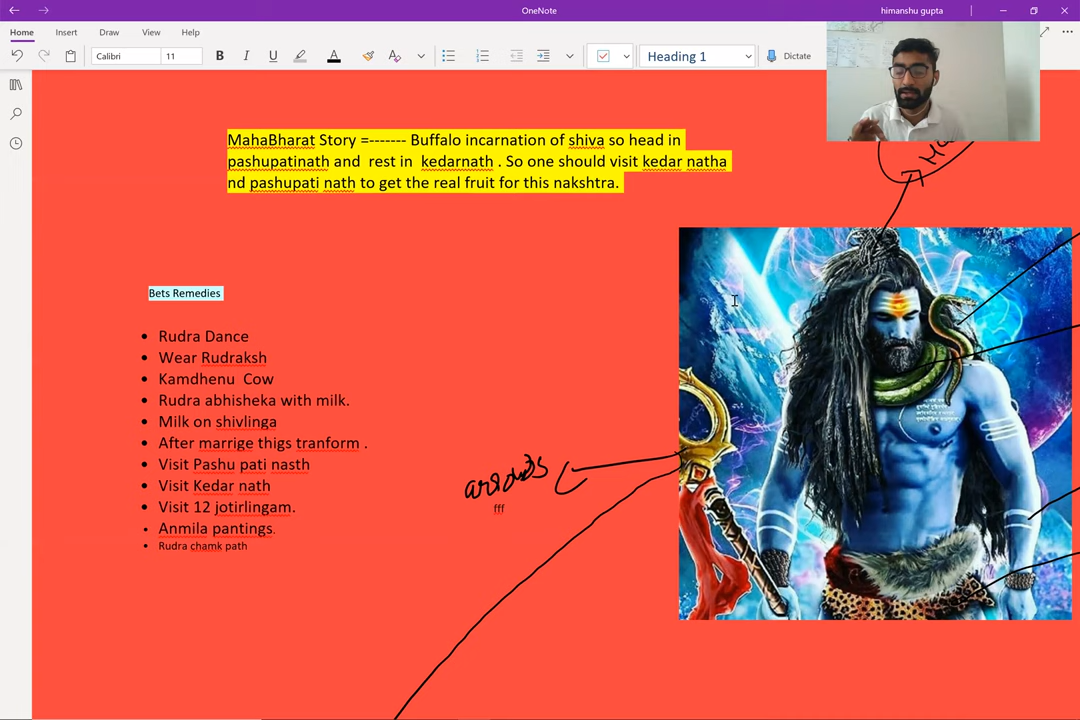 OneNote
himanshu gupta
Home Insert Draw View Help
Calibri 11 B I U A Heading 1 Dictate
MahaBharat Story =------- Buffalo incarnation of shiva so head in
pashupatinath and rest in kedarnath . So one should visit kedar natha
nd pashupati nath to get the real fruit for this nakshtra.
Bets Remedies
• Rudra Dance
• Wear Rudraksh
• Kamdhenu Cow
• Rudra abhisheka with milk.
• Milk on shivlinga
• After marrige thigs tranform .
• Visit Pashu pati nasth
• Visit Kedar nath
• Visit 12 jotirlingam.
• Anmila pantings.
• Rudra chamk path
fff